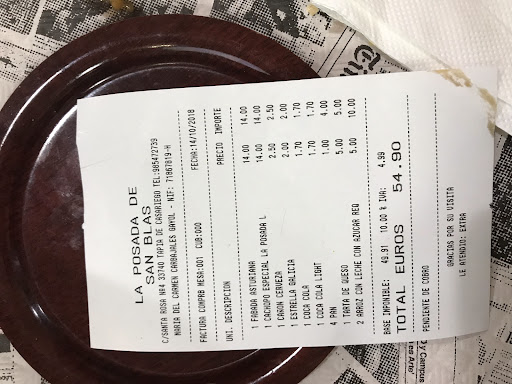 LA POSADA DE
SAN BLAS
C/SANTA ROSA Nº4 33740 TAPIA DE CASARIEGO TEL:985472739
MARIA DEL CARMEN CARBAJALES GAYOL - NIF: 71867819-H
FACTURA COMPRB MESA:001 CUB:000 FECHA:14/10/2018
UNI. DESCRIPCION PRECIO IMPORTE
1 FABADA ASTURIANA 14.00 14.00
1 CACHOPO ESPECIAL LA POSADA L 14.00 14.00
1 CAÑON CERVEZA 2.50 2.50
1 ESTRELLA GALICIA 2.00 2.00
1 COCA COLA 1.70 1.70
1 COCA COLA LIGHT 1.70 1.70
4 PAN 1.00 4.00
1 TARTA DE QUESO 5.00 5.00
2 ARROZ CON LECHE CON AZUCAR REQ 5.00 10.00
BASE IMPONIBLE: 49.91 10.00 % IVA: 4.99
TOTAL EUROS 54.90
PENDIENTE DE COBRO
GRACIAS POR SU VISITA
LE ATENDIO: EXTRA